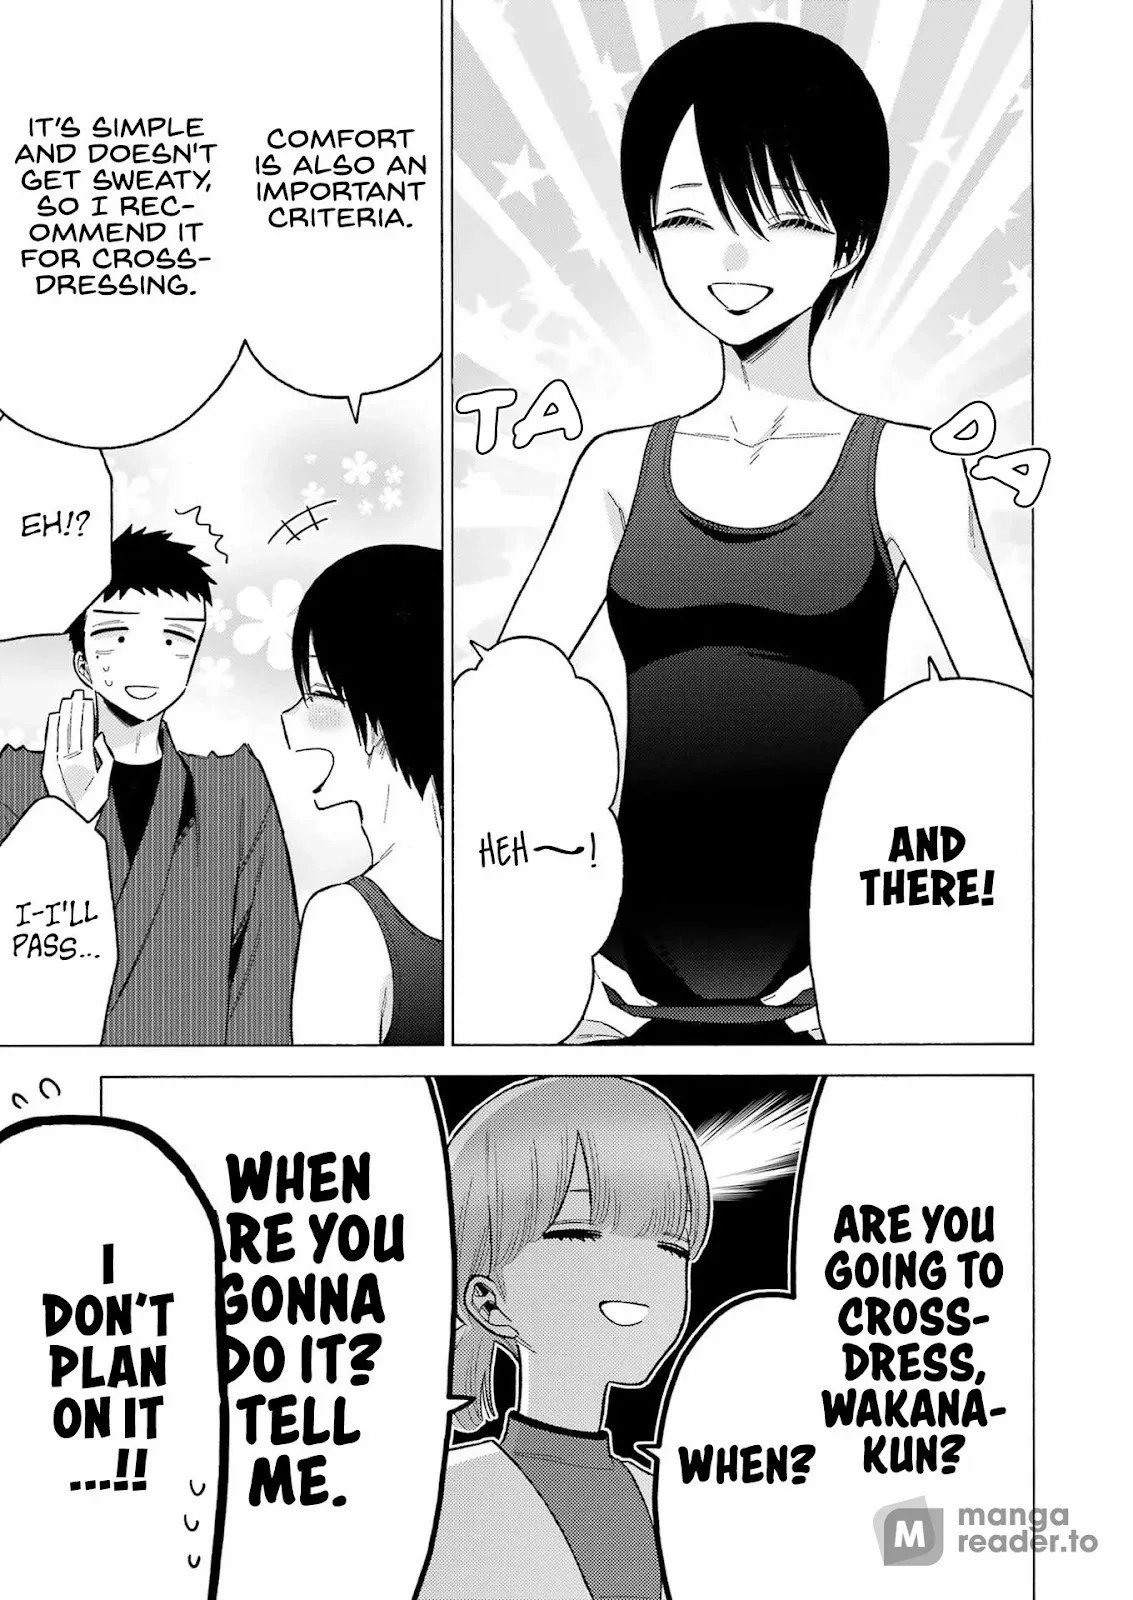 AND
THERE!
TA
DA
HEH～!
COMFORT
IS ALSO AN
IMPORTANT
CRITERIA.
IT'S SIMPLE
AND DOESN'T
GET SWEATY,
SO I REC-
OMMEND IT
FOR CROSS-
DRESSING.
EH!?
I-I'LL
PASS...
ARE YOU
GOING TO
CROSS-
DRESS,
WAKANA-
KUN?
WHEN?
WHEN
ARE YOU
GONNA
DO IT?
TELL
ME.
I
DON'T
PLAN
ON IT
...!!
M manga
reader.to